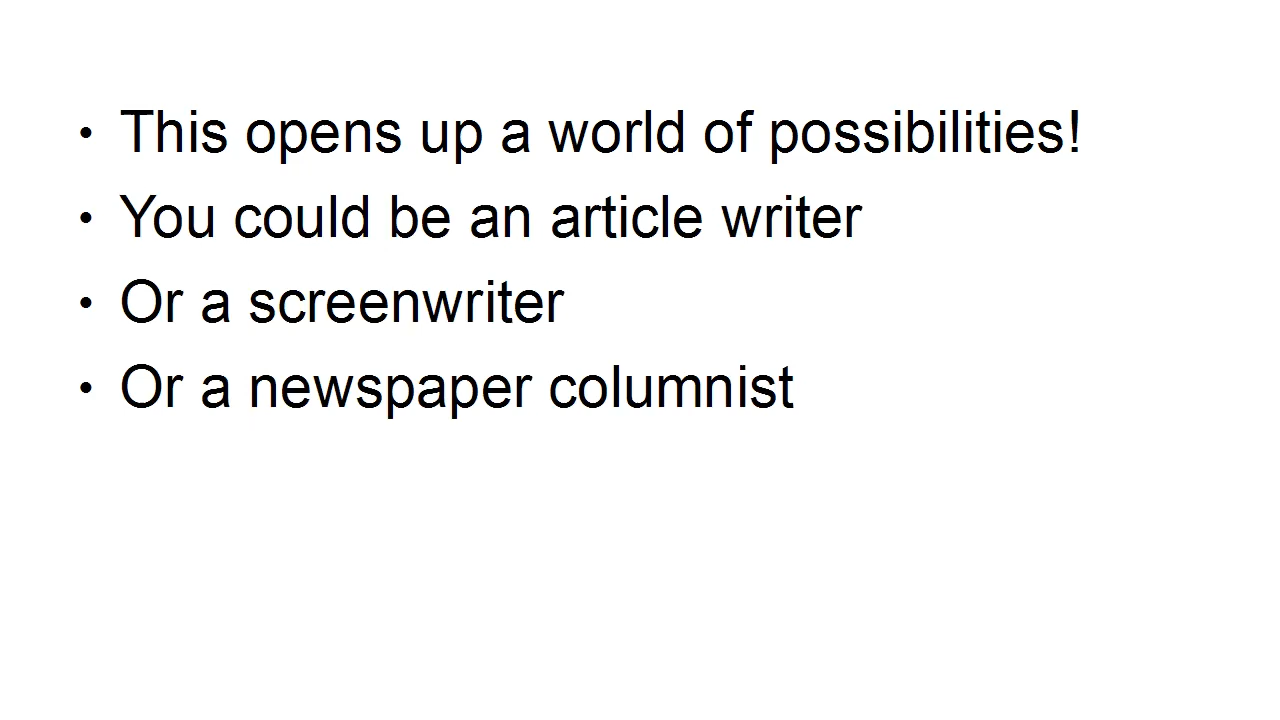 • This opens up a world of possibilities!
• You could be an article writer
• Or a screenwriter
• Or a newspaper columnist